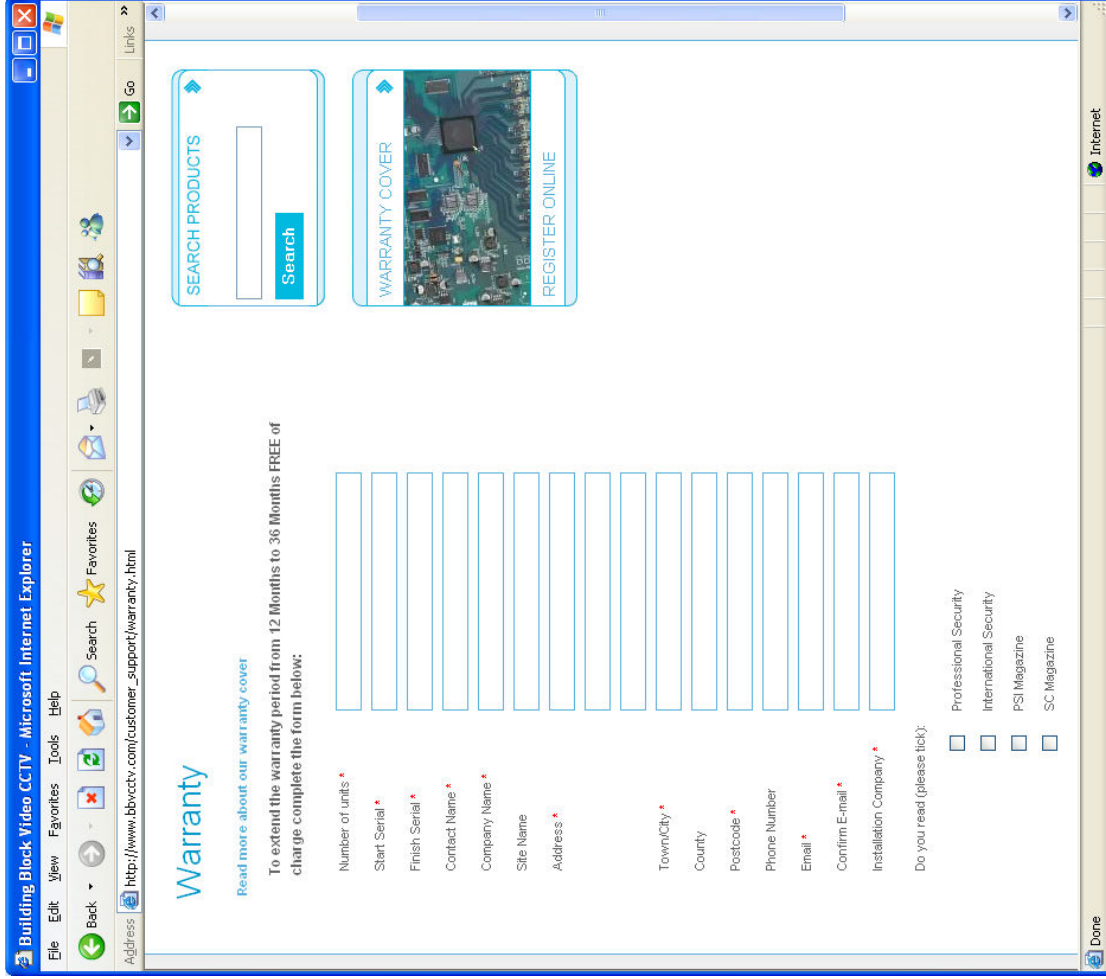 Building Block Video CCTV - Microsoft Internet Explorer
File Edit View Favorites Tools Help
Back Search Favorites
Address http://www.bbvcctv.com/customer_support/warranty.html Go Links
Warranty
Read more about our warranty cover
To extend the warranty period from 12 Months to 36 Months FREE of
charge complete the form below:
Number of units *
Start Serial *
Finish Serial *
Contact Name *
Company Name *
Site Name
Address *
Town/City *
County
Postcode *
Phone Number
Email *
Confirm E-mail *
Installation Company *
Do you read (please tick):
Professional Security
International Security
PSI Magazine
SC Magazine
SEARCH PRODUCTS
Search
WARRANTY COVER
BB
REGISTER ONLINE
Done Internet